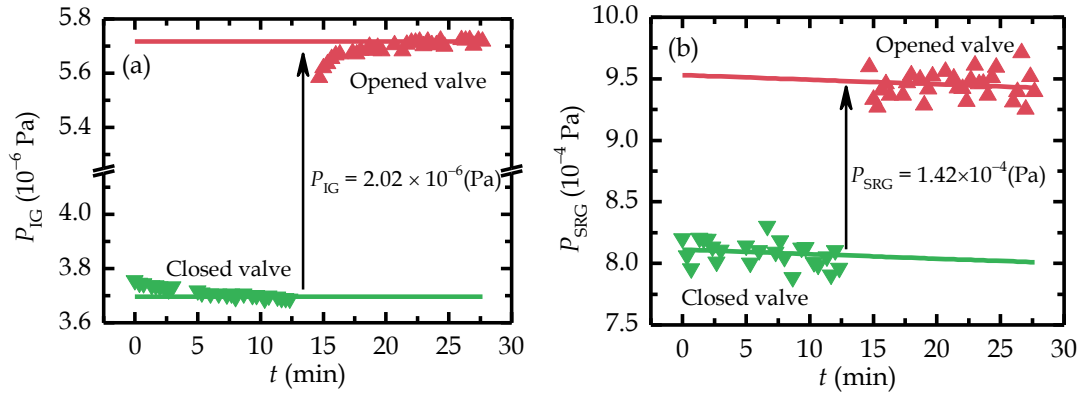 5.8
5.6
5.4
4.0
3.8
3.6
P_IG (10⁻⁶ Pa)
(a)
Opened valve
P_IG = 2.02 × 10⁻⁶(Pa)
Closed valve
0 5 10 15 20 25 30
t (min)
10.0
9.5
9.0
8.5
8.0
7.5
P_SRG (10⁻⁴ Pa)
(b)
Opened valve
P_SRG = 1.42×10⁻⁴(Pa)
Closed valve
0 5 10 15 20 25 30
t (min)